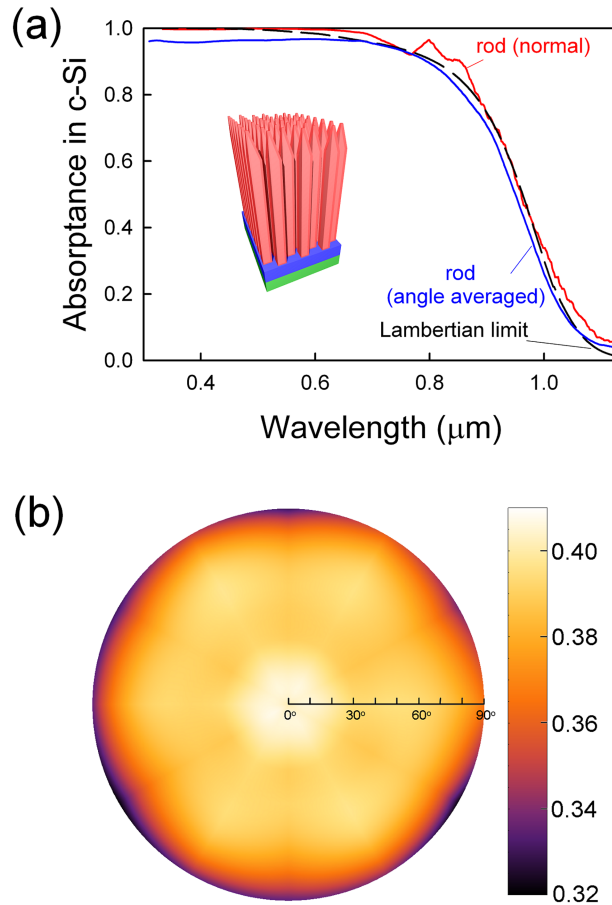 (a)
Absorptance in c-Si
1.0
0.8
0.6
0.4
0.2
0.0
rod (normal)
rod
(angle averaged)
Lambertian limit
0.4
0.6
0.8
1.0
Wavelength (μm)
(b)
0°
30°
60°
90°
0.40
0.38
0.36
0.34
0.32